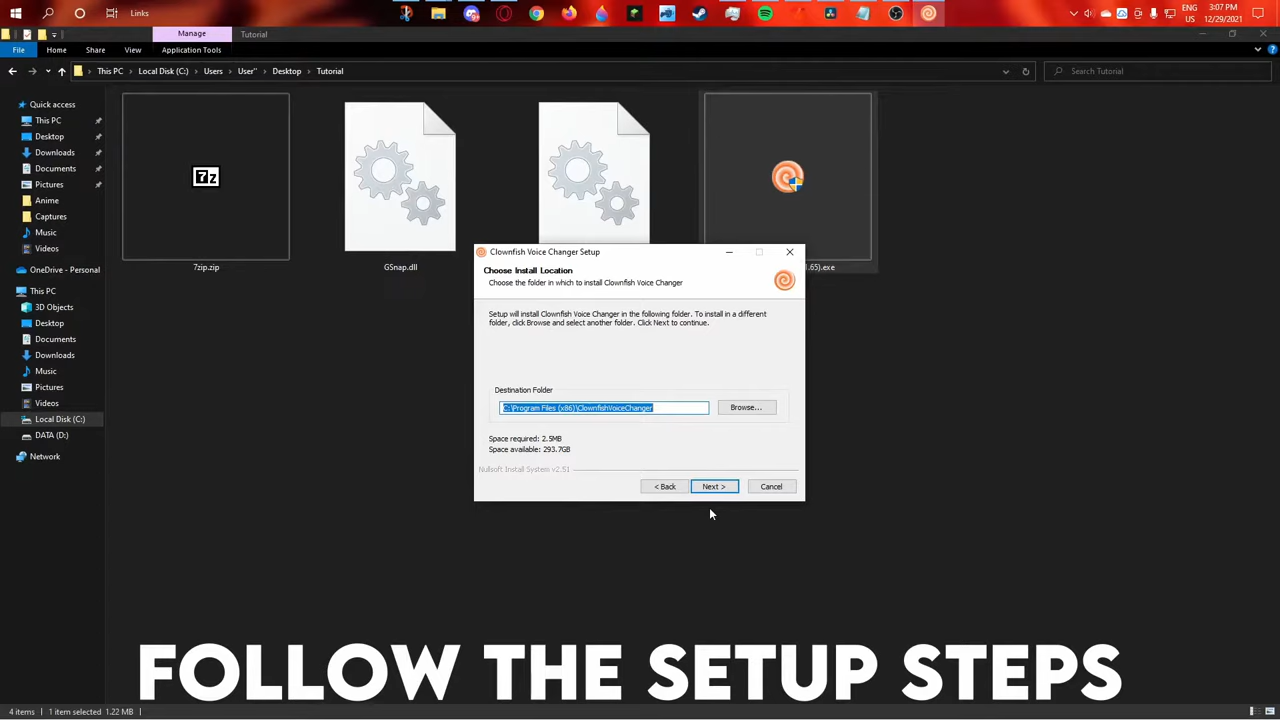 Links
ENG
US
3:07 PM
12/29/2021
Manage
Tutorial
File
Home
Share
View
Application Tools
This PC
Local Disk (C:)
Users
User"
Desktop
Tutorial
Search Tutorial
Quick access
This PC
Desktop
Downloads
Documents
Pictures
Anime
Captures
Music
Videos
OneDrive - Personal
This PC
3D Objects
Desktop
Documents
Downloads
Music
Pictures
Videos
Local Disk (C:)
DATA (D:)
Network
7z
7zip.zip
GSnap.dll
.65).exe
Clownfish Voice Changer Setup
Choose Install Location
Choose the folder in which to install Clownfish Voice Changer
Setup will install Clownfish Voice Changer in the following folder. To install in a different
folder, click Browse and select another folder. Click Next to continue.
Destination Folder
C:\Program Files (x86)\ClownfishVoiceChanger
Browse...
Space required: 2.5MB
Space available: 293.7GB
Nullsoft Install System v2.51
< Back
Next >
Cancel
FOLLOW THE SETUP STEPS
4 items
1 item selected 1.22 MB